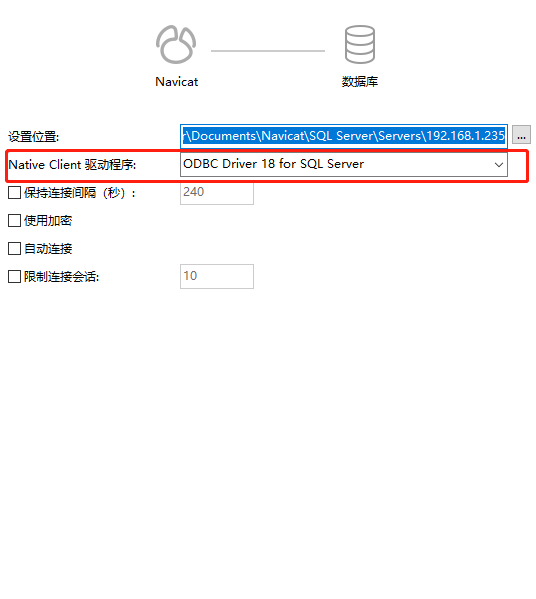 Navicat
数据库
设置位置:
r\Documents\Navicat\SQL Server\Servers\192.168.1.235
...
Native Client 驱动程序:
ODBC Driver 18 for SQL Server
保持连接间隔（秒）:
240
使用加密
自动连接
限制连接会话:
10